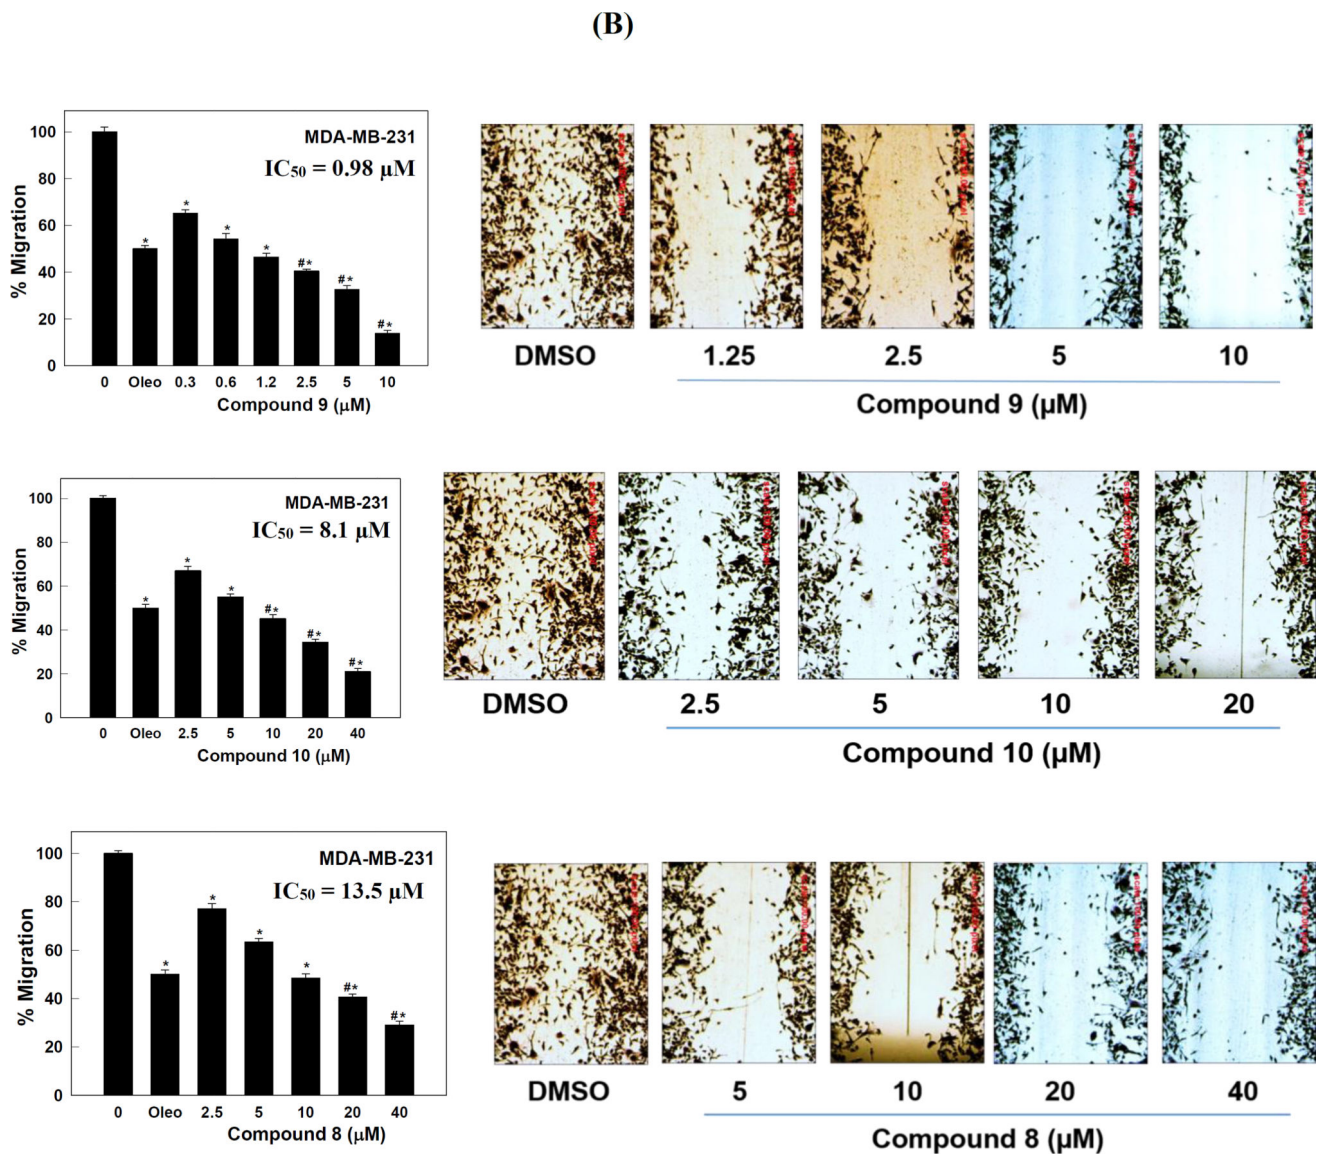 (B)
% Migration
100
80
60
40
20
0
MDA-MB-231
IC₅₀ = 0.98 µM
*
*
*
*
#*
#*
#*
0 Oleo 0.3 0.6 1.2 2.5 5 10
Compound 9 (µM)
DMSO 1.25 2.5 5 10
Compound 9 (µM)
% Migration
100
80
60
40
20
0
MDA-MB-231
IC₅₀ = 8.1 µM
*
*
*
#*
#*
#*
0 Oleo 2.5 5 10 20 40
Compound 10 (µM)
DMSO 2.5 5 10 20
Compound 10 (µM)
% Migration
100
80
60
40
20
0
MDA-MB-231
IC₅₀ = 13.5 µM
*
*
*
*
#*
#*
0 Oleo 2.5 5 10 20 40
Compound 8 (µM)
DMSO 5 10 20 40
Compound 8 (µM)